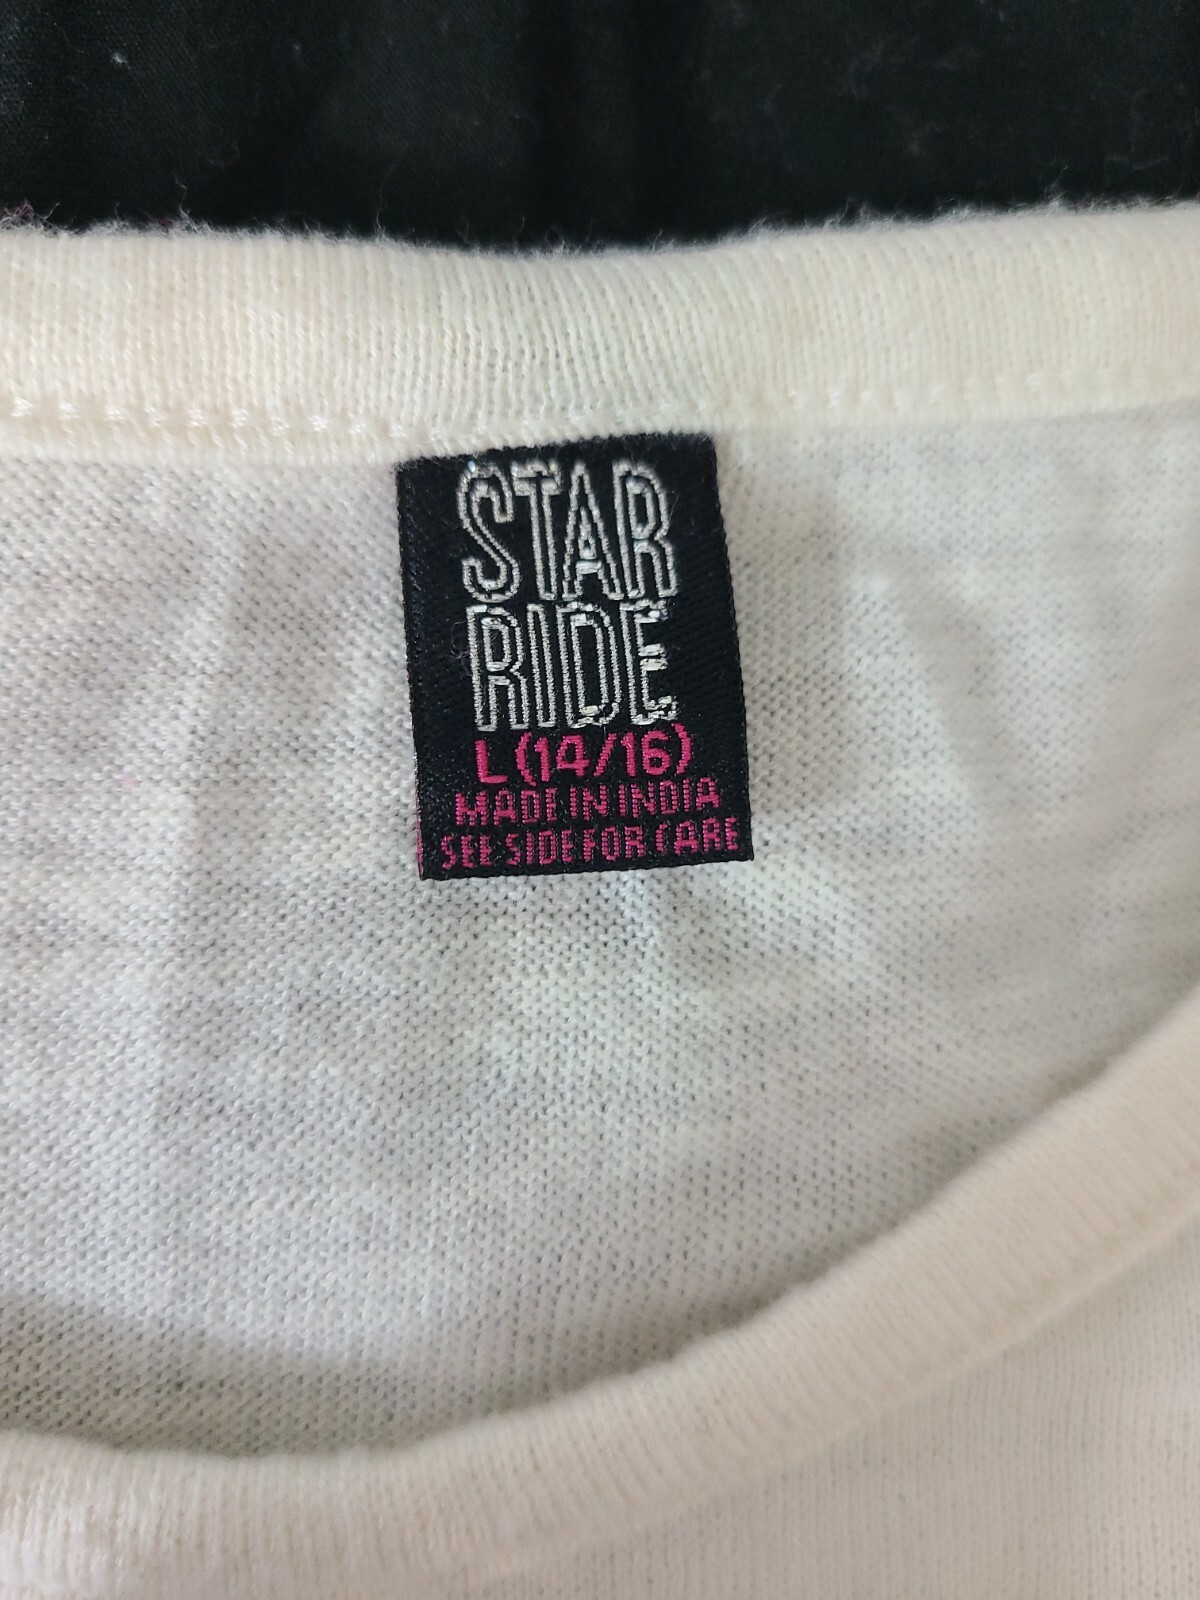 STAR
RIDE
L (14/16)
MADE IN INDIA
SEE SIDE FOR CARE